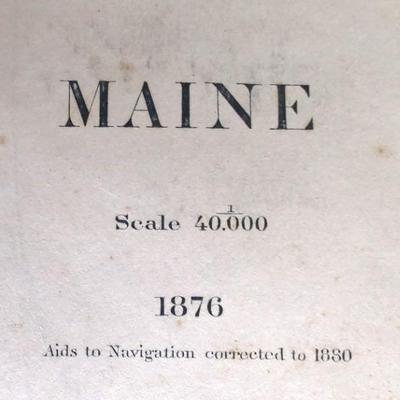 MAINE
Scale 1/40.000
1876
Aids to Navigation corrected to 1880